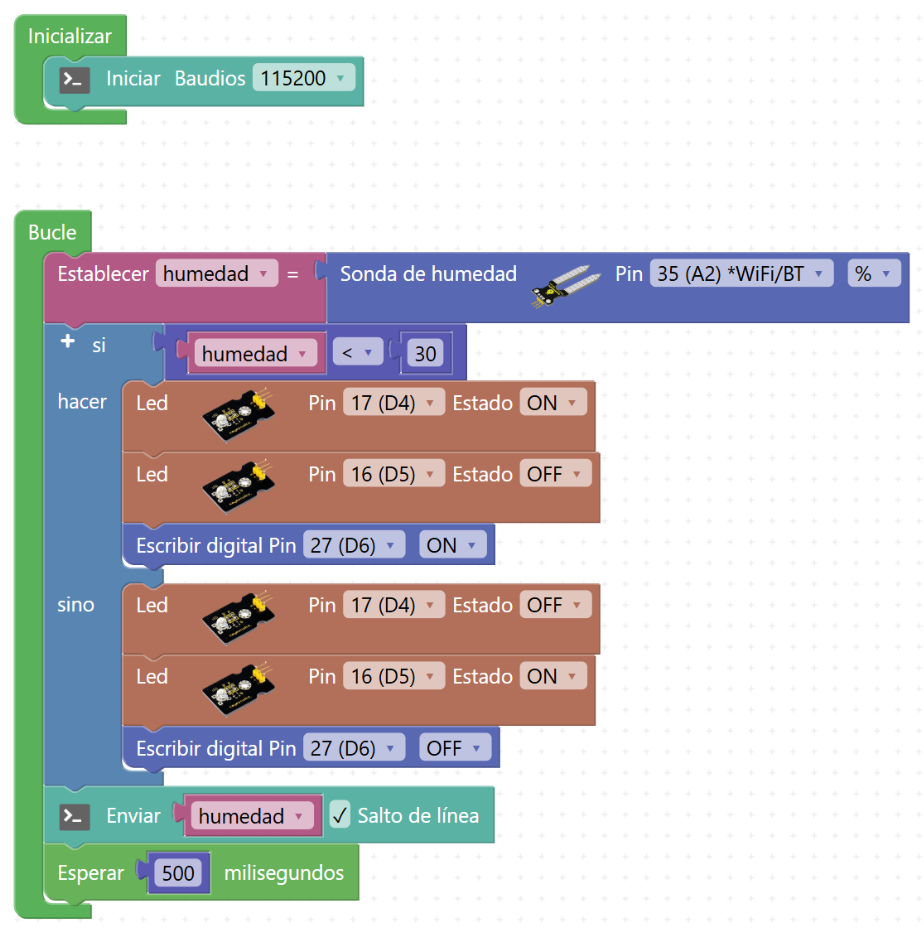 Inicializar
Iniciar Baudios 115200
Bucle
Establecer humedad = Sonda de humedad Pin 35 (A2) *WiFi/BT %
+ si humedad < 30
hacer Led Pin 17 (D4) Estado ON
Led Pin 16 (D5) Estado OFF
Escribir digital Pin 27 (D6) ON
sino Led Pin 17 (D4) Estado OFF
Led Pin 16 (D5) Estado ON
Escribir digital Pin 27 (D6) OFF
Enviar humedad ✓ Salto de línea
Esperar 500 milisegundos